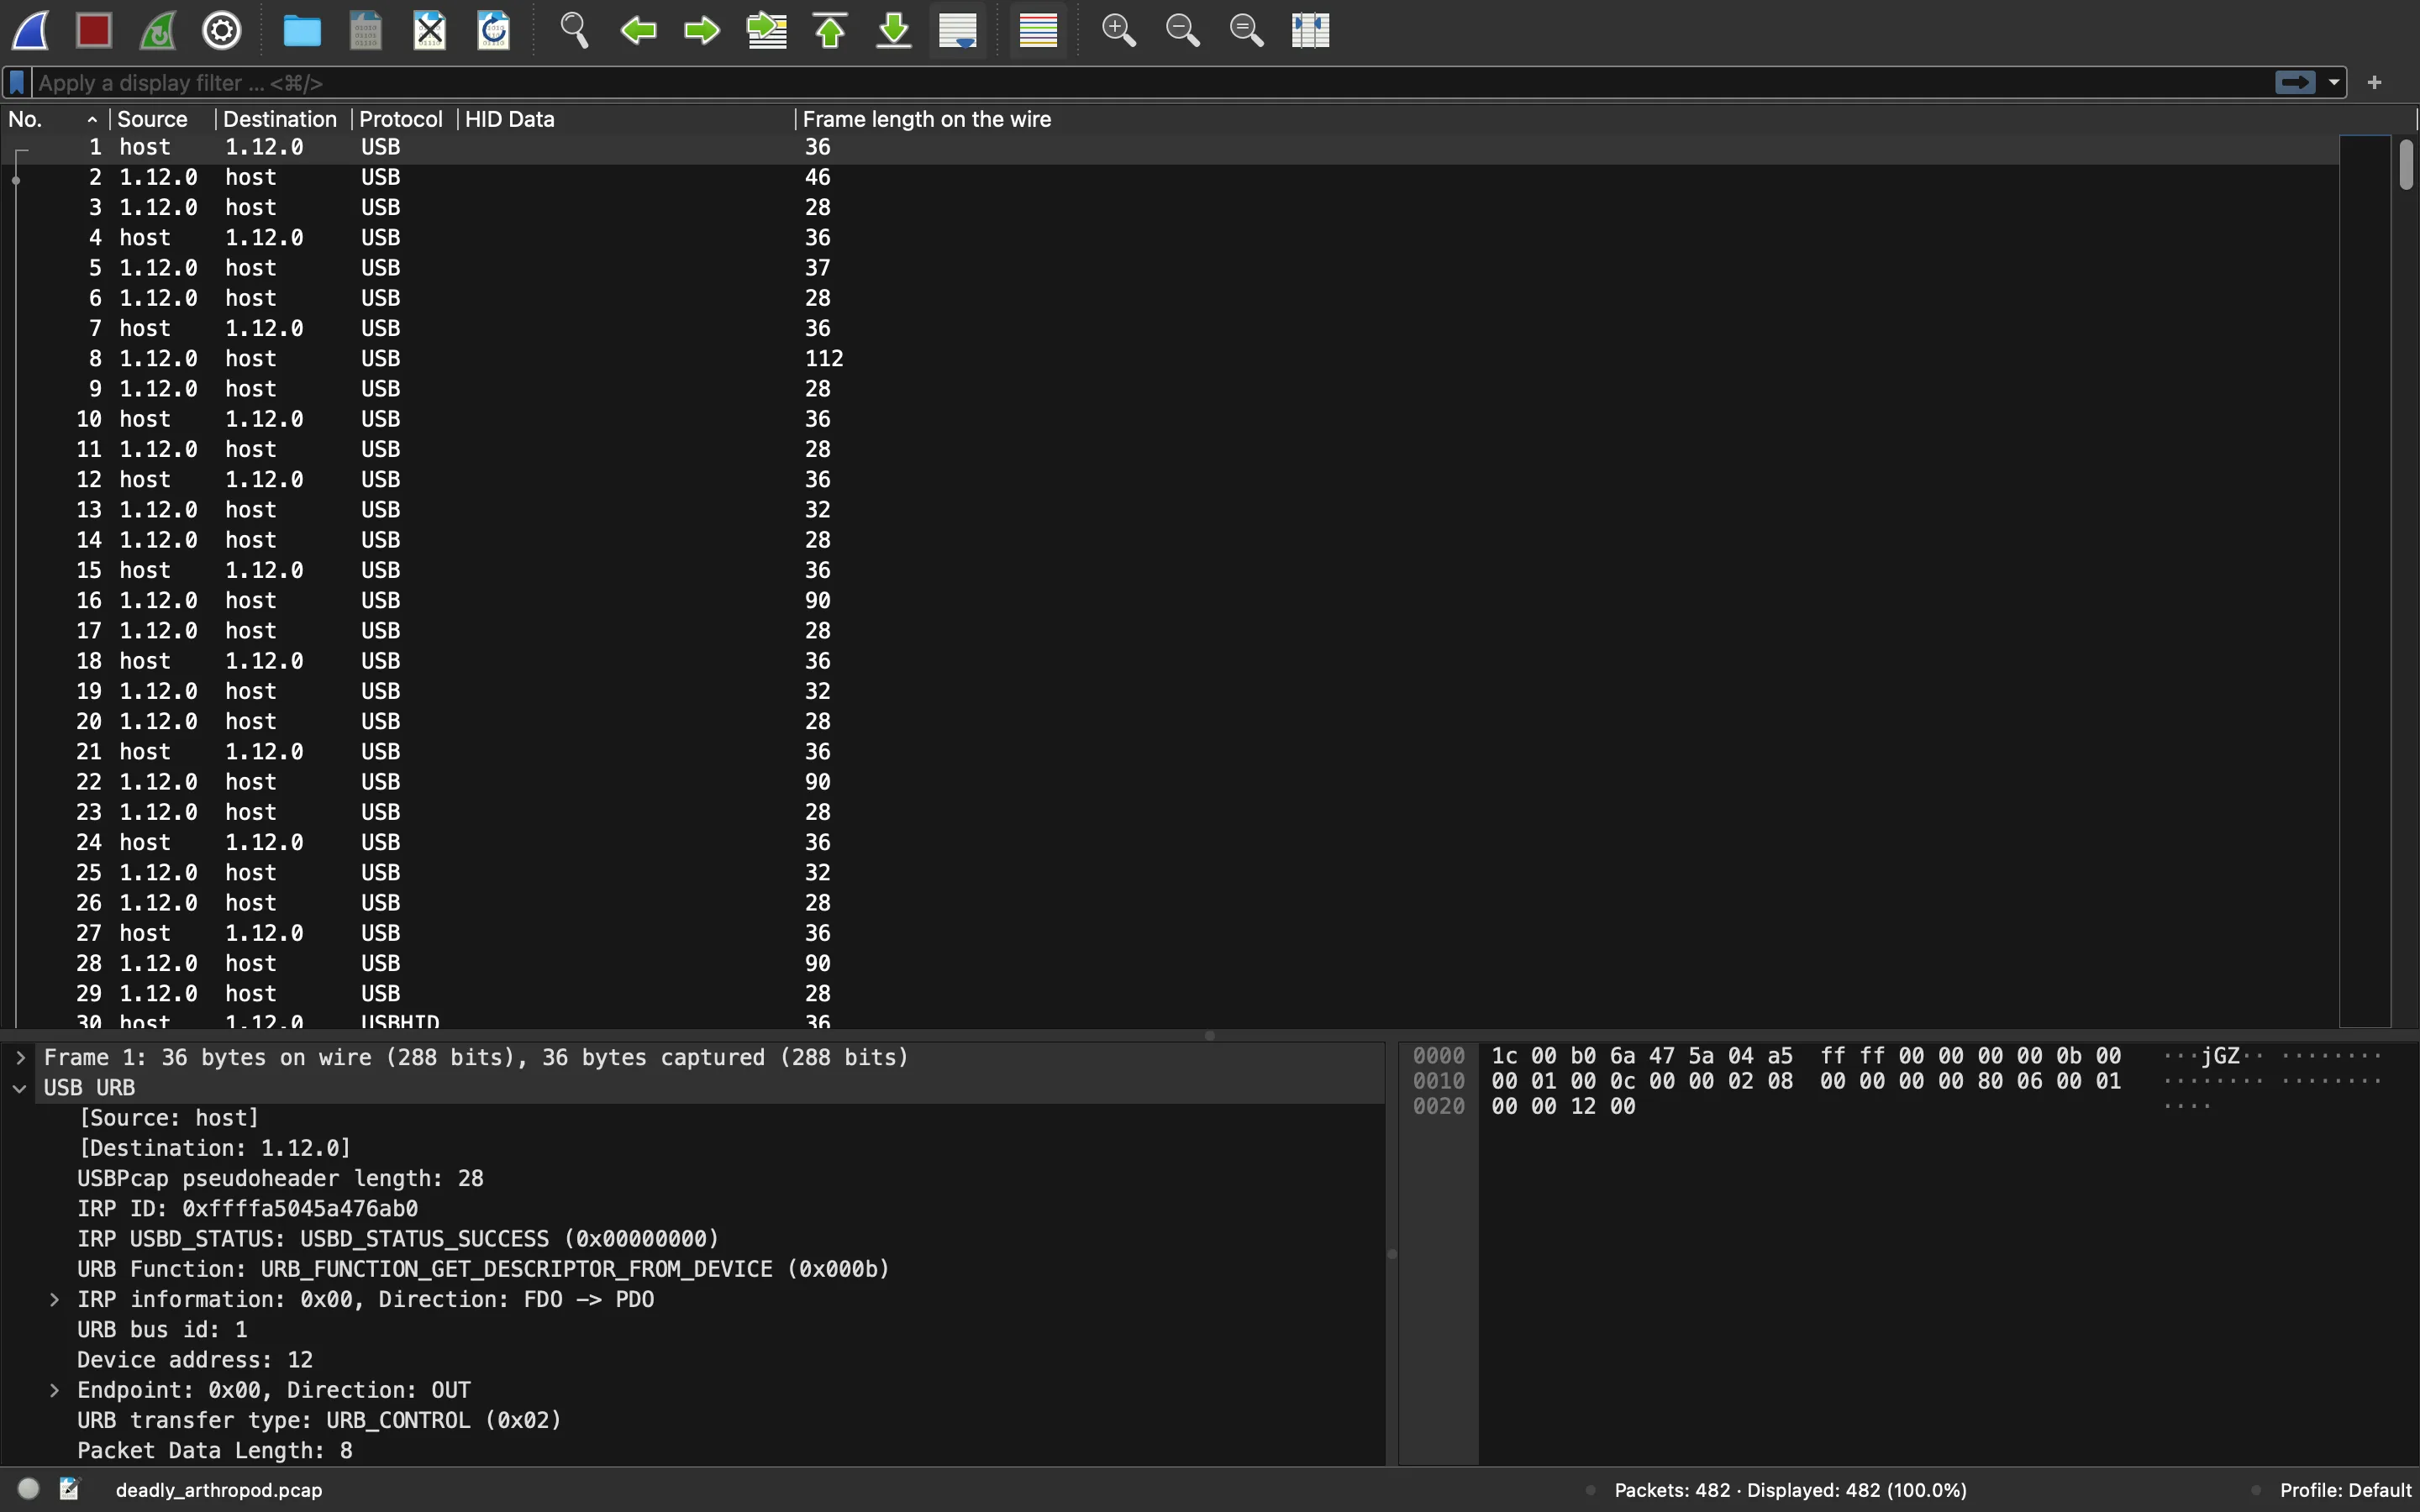 Apply a display filter ... <⌘/>
No. Source Destination Protocol HID Data Frame length on the wire
1 host 1.12.0 USB 36
2 1.12.0 host USB 46
3 1.12.0 host USB 28
4 host 1.12.0 USB 36
5 1.12.0 host USB 37
6 1.12.0 host USB 28
7 host 1.12.0 USB 36
8 1.12.0 host USB 112
9 1.12.0 host USB 28
10 host 1.12.0 USB 36
11 1.12.0 host USB 28
12 host 1.12.0 USB 36
13 1.12.0 host USB 32
14 1.12.0 host USB 28
15 host 1.12.0 USB 36
16 1.12.0 host USB 90
17 1.12.0 host USB 28
18 host 1.12.0 USB 36
19 1.12.0 host USB 32
20 1.12.0 host USB 28
21 host 1.12.0 USB 36
22 1.12.0 host USB 90
23 1.12.0 host USB 28
24 host 1.12.0 USB 36
25 1.12.0 host USB 32
26 1.12.0 host USB 28
27 host 1.12.0 USB 36
28 1.12.0 host USB 90
29 1.12.0 host USB 28
30 host 1.12.0 USBHID 36
Frame 1: 36 bytes on wire (288 bits), 36 bytes captured (288 bits)
USB URB
[Source: host]
[Destination: 1.12.0]
USBPcap pseudoheader length: 28
IRP ID: 0xffffa5045a476ab0
IRP USBD_STATUS: USBD_STATUS_SUCCESS (0x00000000)
URB Function: URB_FUNCTION_GET_DESCRIPTOR_FROM_DEVICE (0x000b)
IRP information: 0x00, Direction: FDO -> PDO
URB bus id: 1
Device address: 12
Endpoint: 0x00, Direction: OUT
URB transfer type: URB_CONTROL (0x02)
Packet Data Length: 8
0000 1c 00 b0 6a 47 5a 04 a5 ff ff 00 00 00 00 0b 00 ···jGZ·· ········
0010 00 01 00 0c 00 00 02 08 00 00 00 00 80 06 00 01 ········ ········
0020 00 00 12 00 ····
deadly_arthropod.pcap Packets: 482 · Displayed: 482 (100.0%) Profile: Default